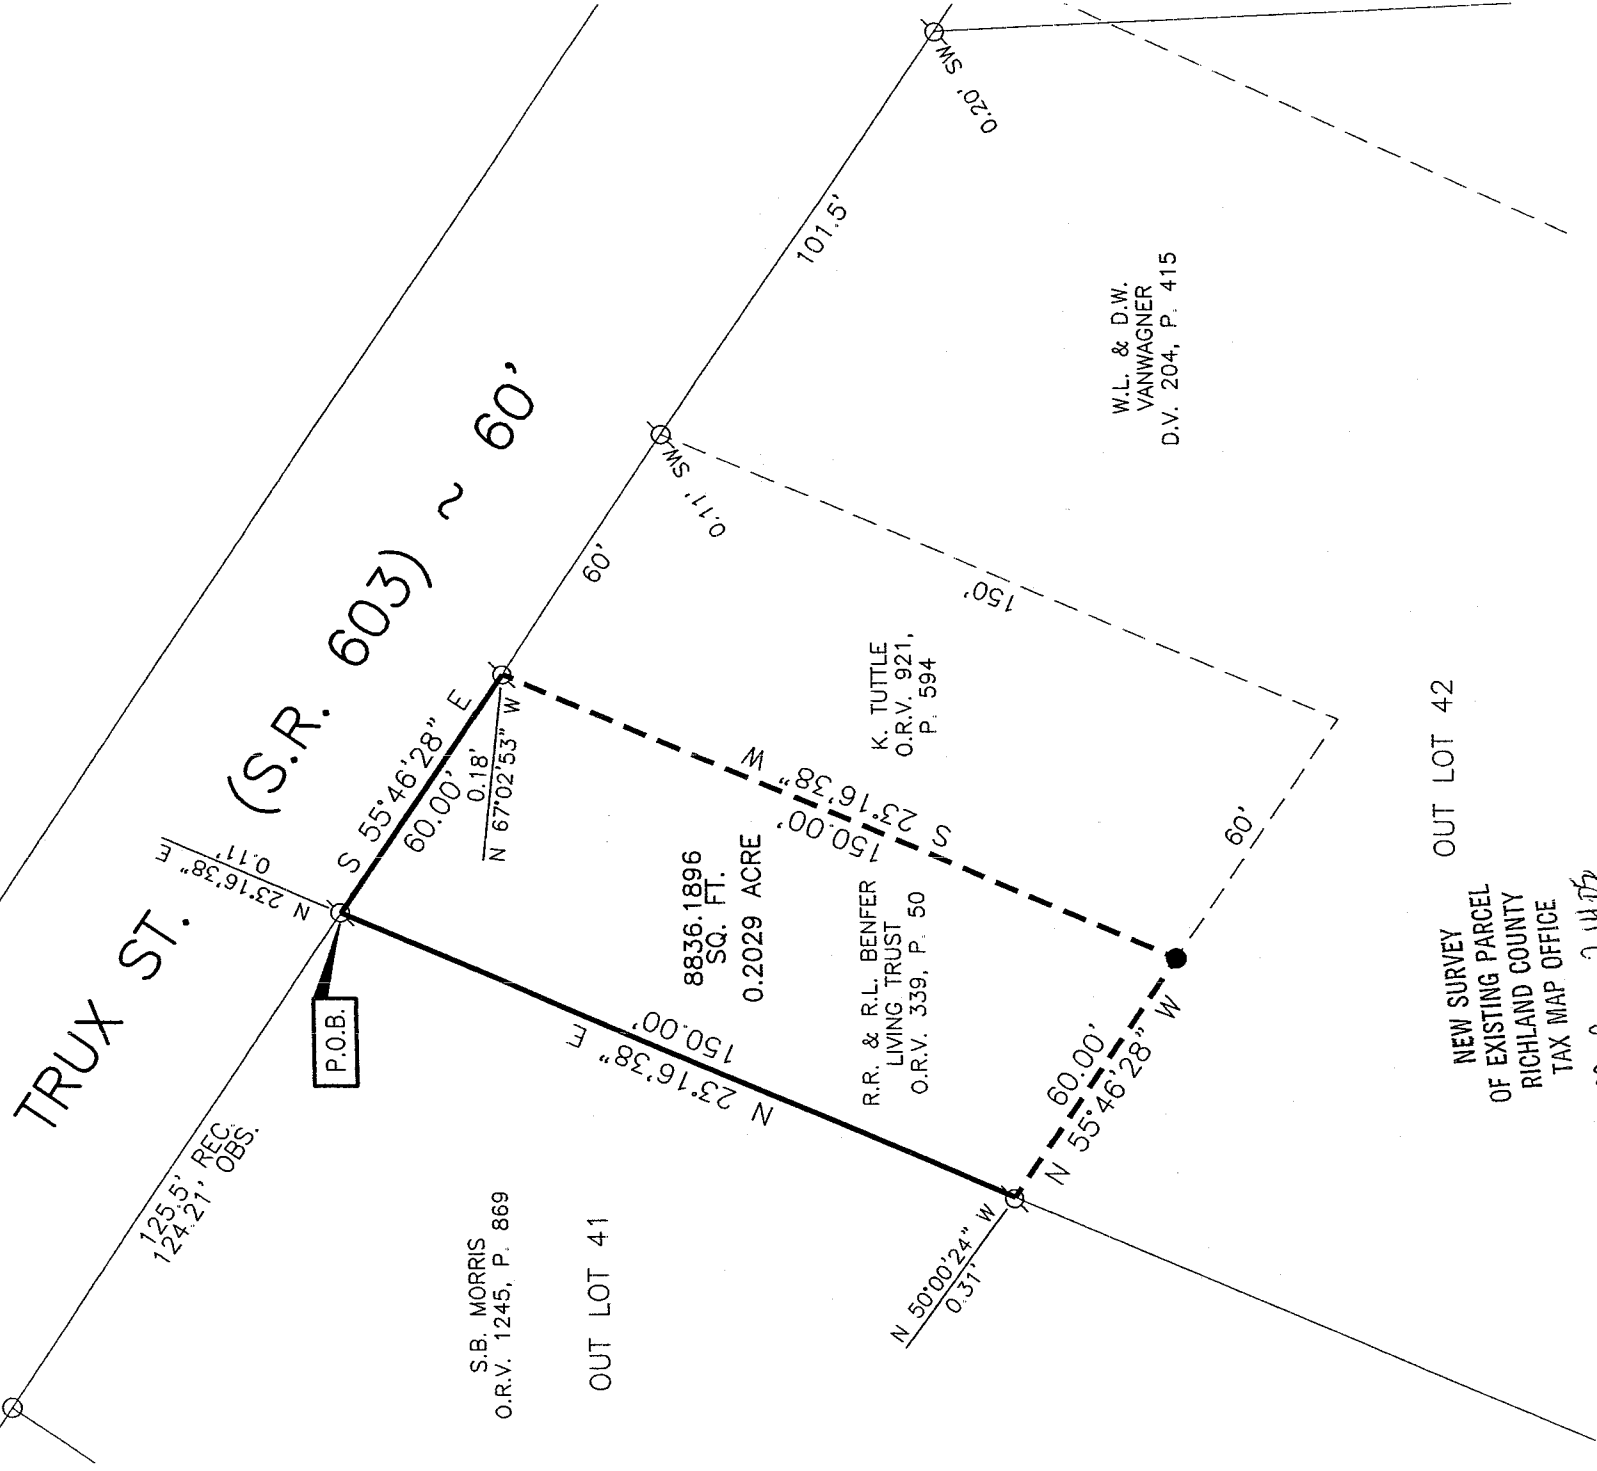 TRUX ST. (S.R. 603) ~ 60'
125.5' REC.
124.21' OBS.
P.O.B.
N 23°16'38" E
0.11'
S 55°46'28" E
60.00'
0.18'
N 67°02'53" W
60'
0.11' SW
101.5'
0.20' SW
W.L. & D.W.
VANWAGNER
D.V. 204, P. 415
150'
K. TUTTLE
O.R.V. 921,
P. 594
S 23°16'38" W
150.00'
8836.1896
SQ. FT.
0.2029 ACRE
R.R. & R.L. BENFER
LIVING TRUST
O.R.V. 339, P. 50
150.00'
N 23°16'38" E
60.00'
N 55°46'28" W
60'
N 50°00'24" W
0.31'
S.B. MORRIS
O.R.V. 1245, P. 869
OUT LOT 41
OUT LOT 42
NEW SURVEY
OF EXISTING PARCEL
RICHLAND COUNTY
TAX MAP OFFICE